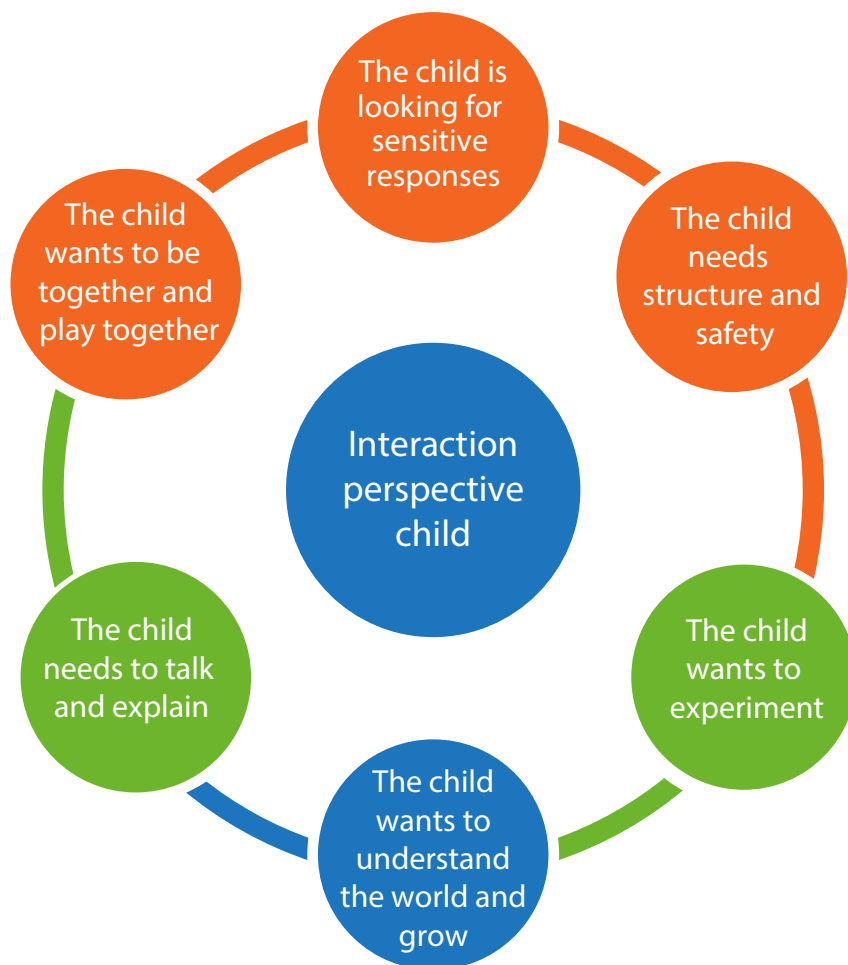 The child is
looking for
sensitive
responses
The child
needs
structure and
safety
The child
wants to
experiment
The child
wants to
understand
the world and
grow
The child
needs to talk
and explain
The child
wants to be
together and
play together
Interaction
perspective
child